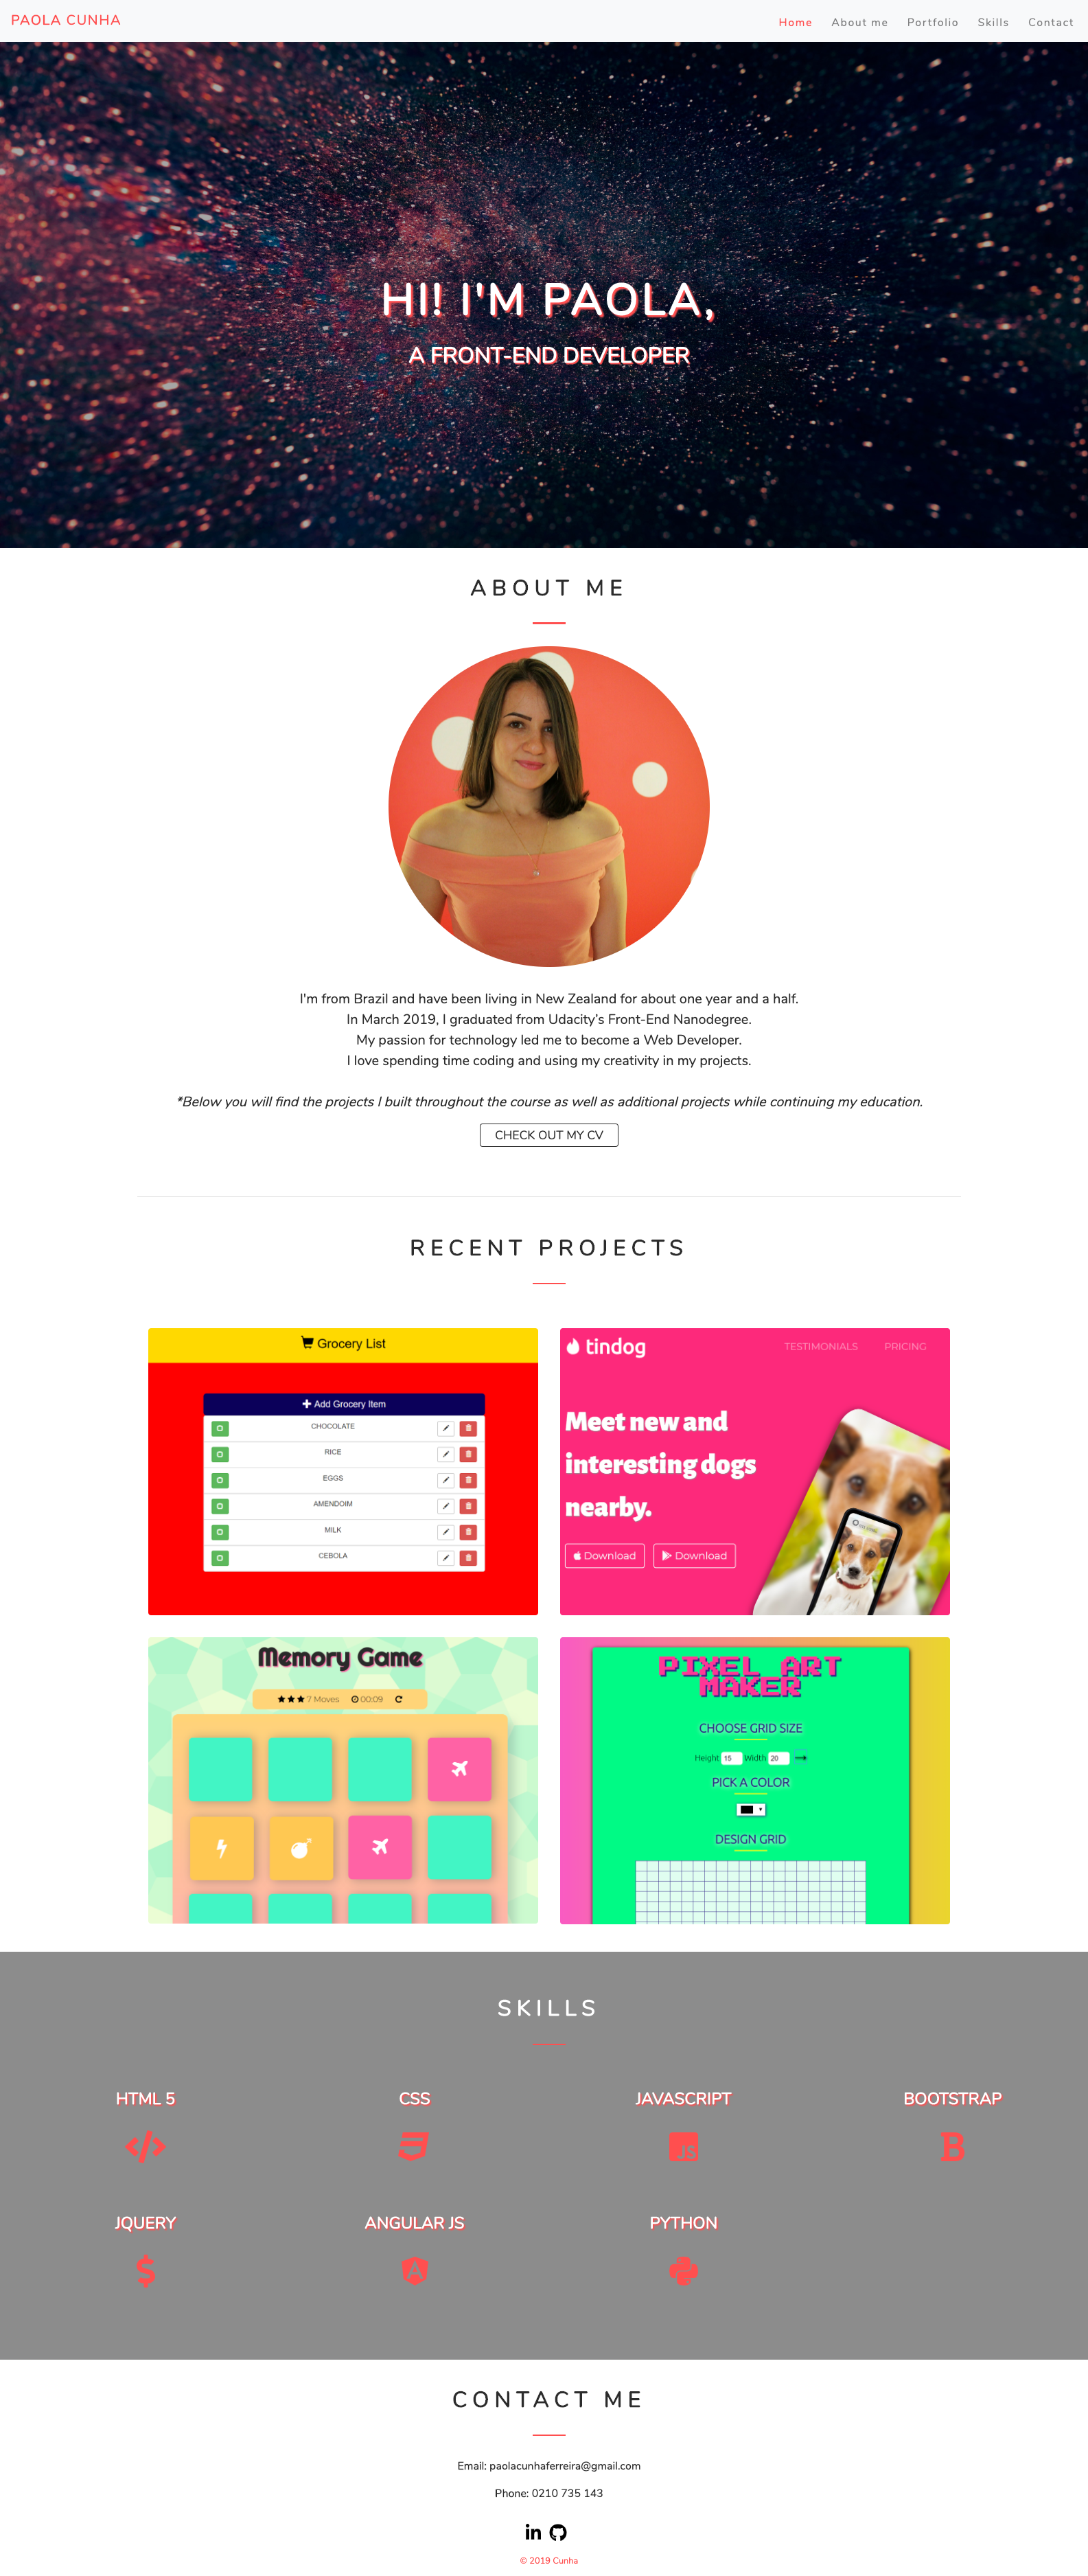 PAOLA CUNHA
Home About me Portfolio Skills Contact
HI! I'M PAOLA,
A FRONT-END DEVELOPER
ABOUT ME
I'm from Brazil and have been living in New Zealand for about one year and a half.
In March 2019, I graduated from Udacity’s Front-End Nanodegree.
My passion for technology led me to become a Web Developer.
I love spending time coding and using my creativity in my projects.
*Below you will find the projects I built throughout the course as well as additional projects while continuing my education.
CHECK OUT MY CV
RECENT PROJECTS
Grocery List
Add Grocery Item
CHOCOLATE
RICE
EGGS
AMENDOIM
MILK
CEBOLA
tindog
TESTIMONIALS PRICING
Meet new and
interesting dogs
nearby.
Download Download
Memory Game
7 Moves 00:09
PIXEL ART
MAKER
CHOOSE GRID SIZE
Height 15 Width 20
PICK A COLOR
DESIGN GRID
SKILLS
HTML 5 CSS JAVASCRIPT BOOTSTRAP
JS B
JQUERY ANGULAR JS PYTHON
$ A
CONTACT ME
Email: paolacunhaferreira@gmail.com
Phone: 0210 735 143
in
© 2019 Cunha